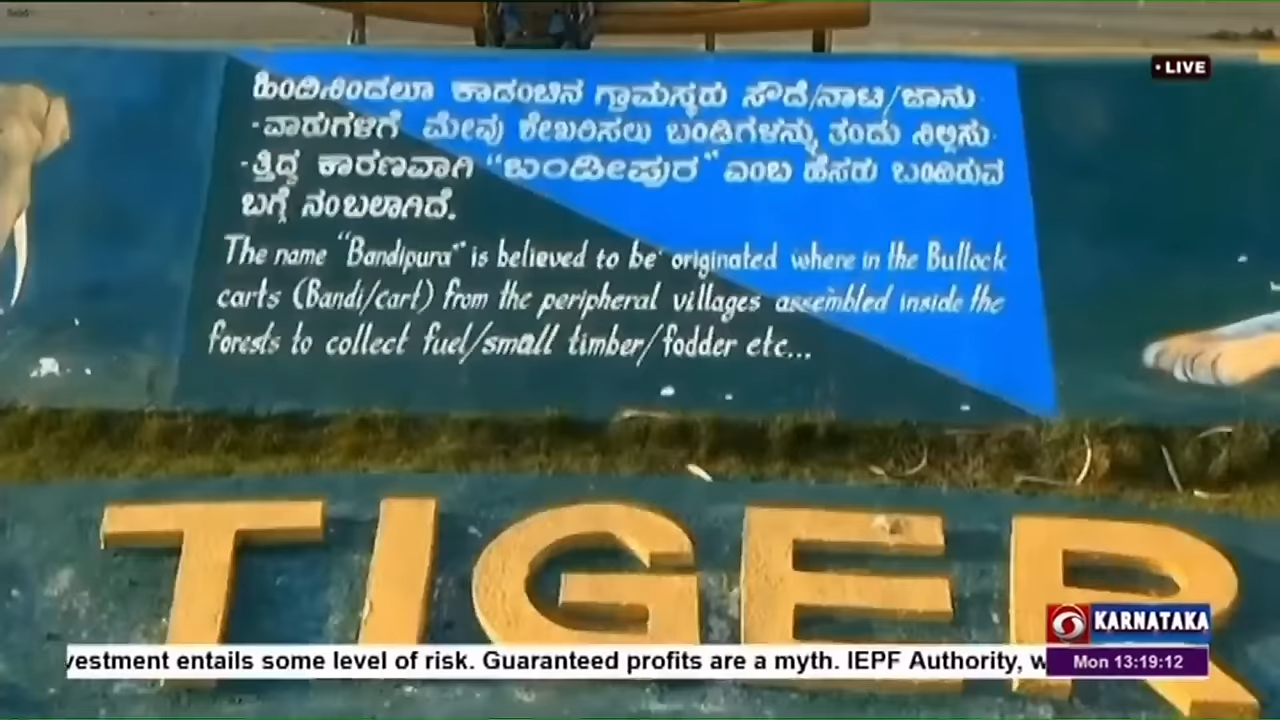 • LIVE
ಹಿಂದಿನಿಂದಲೂ ಕಾಡಂಚಿನ ಗ್ರಾಮಸ್ಥರು ಸೌದೆ/ನಾಟ/ಜಾನು
-ವಾರುಗಳಿಗೆ ಮೇವು ಶೇಖರಿಸಲು ಬಂಡಿಗಳನ್ನು ತಂದು ನಿಲ್ಲಿಸು
-ತ್ತಿದ್ದ ಕಾರಣವಾಗಿ "ಬಂಡೀಪುರ" ಎಂಬ ಹೆಸರು ಬಂದಿರುವ
ಬಗ್ಗೆ ನಂಬಲಾಗಿದೆ.
The name "Bandipura" is believed to be originated where in the Bullock
carts (Bandi/cart) from the peripheral villages assembled inside the
forests to collect fuel/small timber/fodder etc...
TIGER
KARNATAKA
vestment entails some level of risk. Guaranteed profits are a myth. IEPF Authority, w
Mon 13:19:12